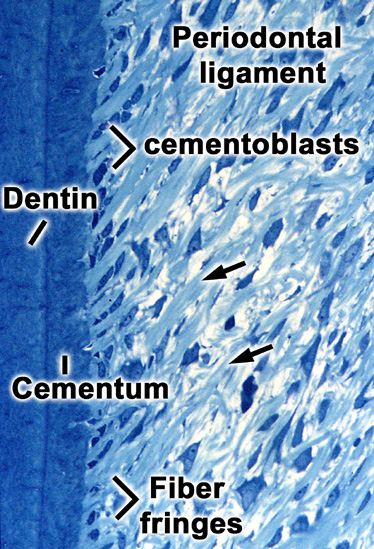 Periodontal
ligament
cementoblasts
Dentin
Cementum
Fiber
fringes